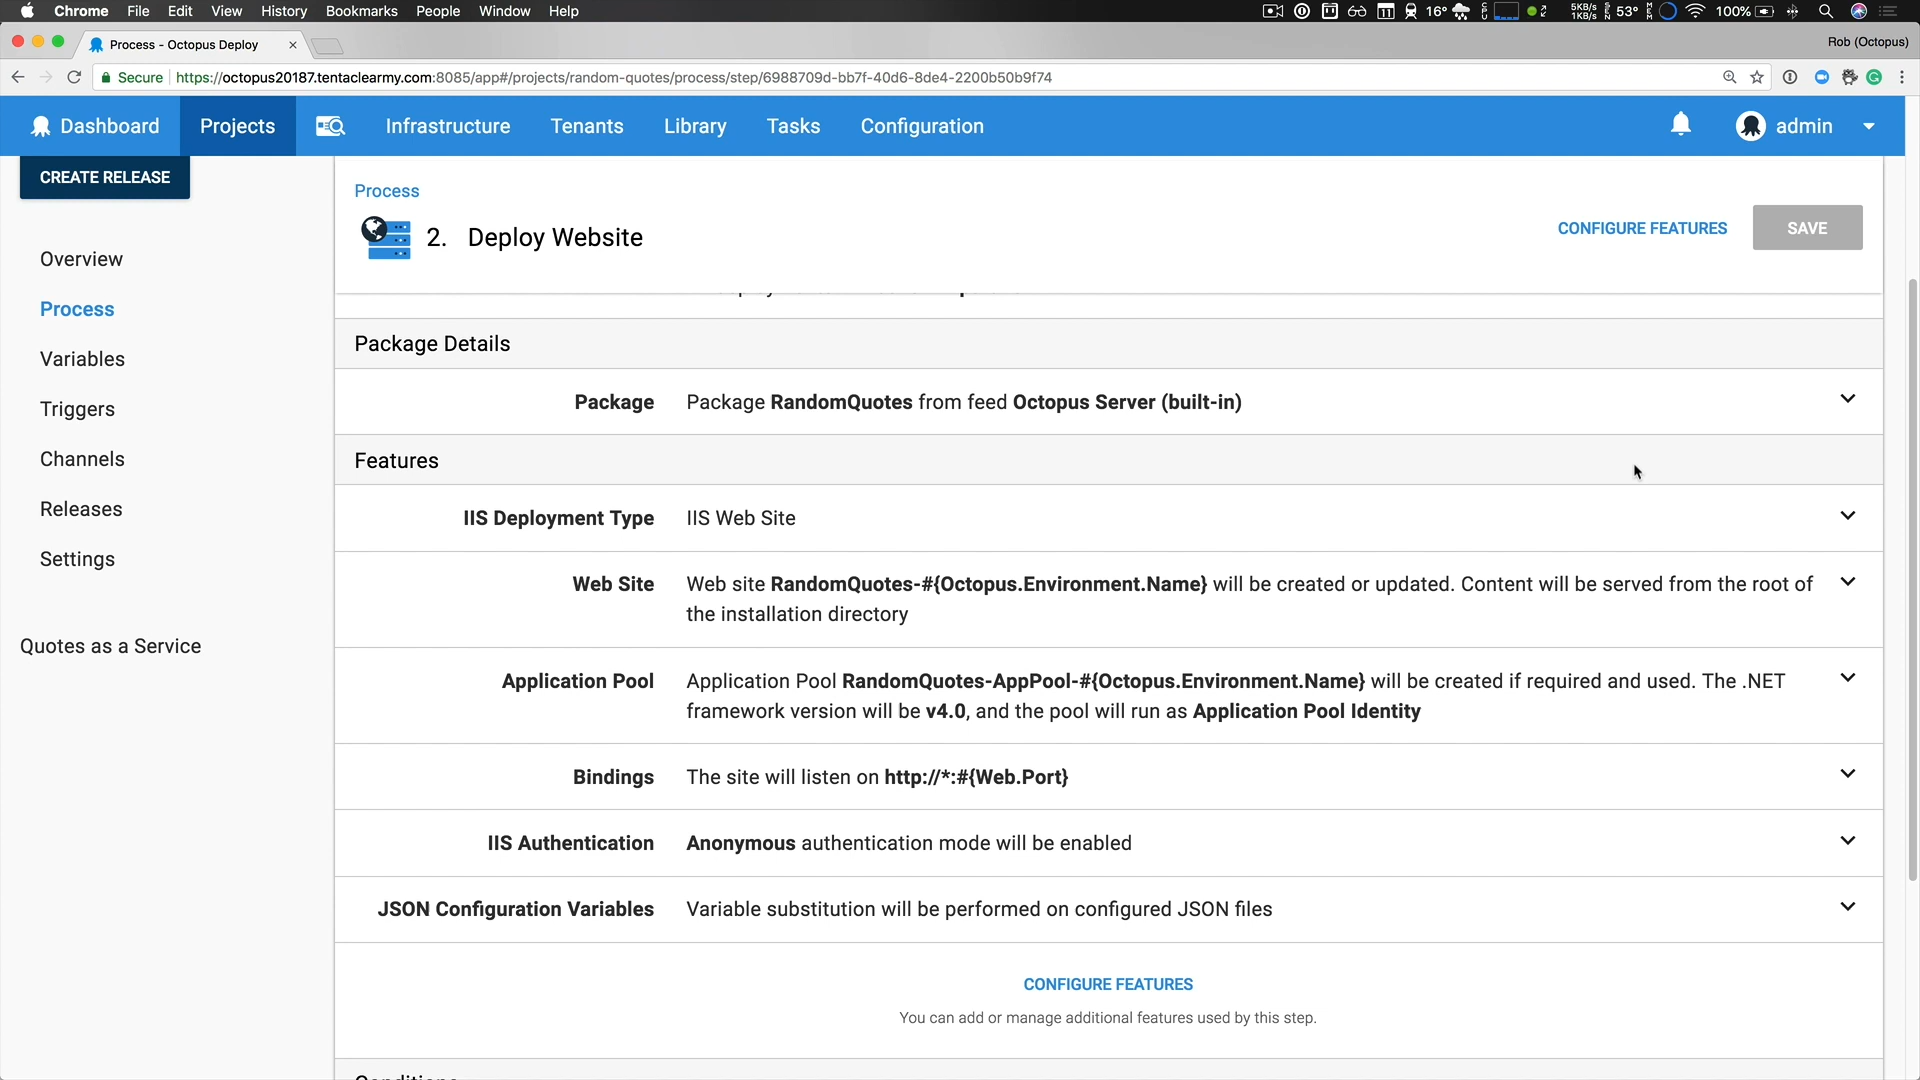 Chrome File Edit View History Bookmarks People Window Help
16° 5KB/s 1KB/s 53° 100%
Process - Octopus Deploy
Rob (Octopus)
Secure https://octopus20187.tentaclearmy.com:8085/app#/projects/random-quotes/process/step/6988709d-bb7f-40d6-8de4-2200b50b9f74
Dashboard Projects Infrastructure Tenants Library Tasks Configuration admin
CREATE RELEASE
Overview
Process
Variables
Triggers
Channels
Releases
Settings
Quotes as a Service
Process
2. Deploy Website
CONFIGURE FEATURES SAVE
Package Details
Package Package RandomQuotes from feed Octopus Server (built-in)
Features
IIS Deployment Type IIS Web Site
Web Site Web site RandomQuotes-#{Octopus.Environment.Name} will be created or updated. Content will be served from the root of
the installation directory
Application Pool Application Pool RandomQuotes-AppPool-#{Octopus.Environment.Name} will be created if required and used. The .NET
framework version will be v4.0, and the pool will run as Application Pool Identity
Bindings The site will listen on http://*:#{Web.Port}
IIS Authentication Anonymous authentication mode will be enabled
JSON Configuration Variables Variable substitution will be performed on configured JSON files
CONFIGURE FEATURES
You can add or manage additional features used by this step.